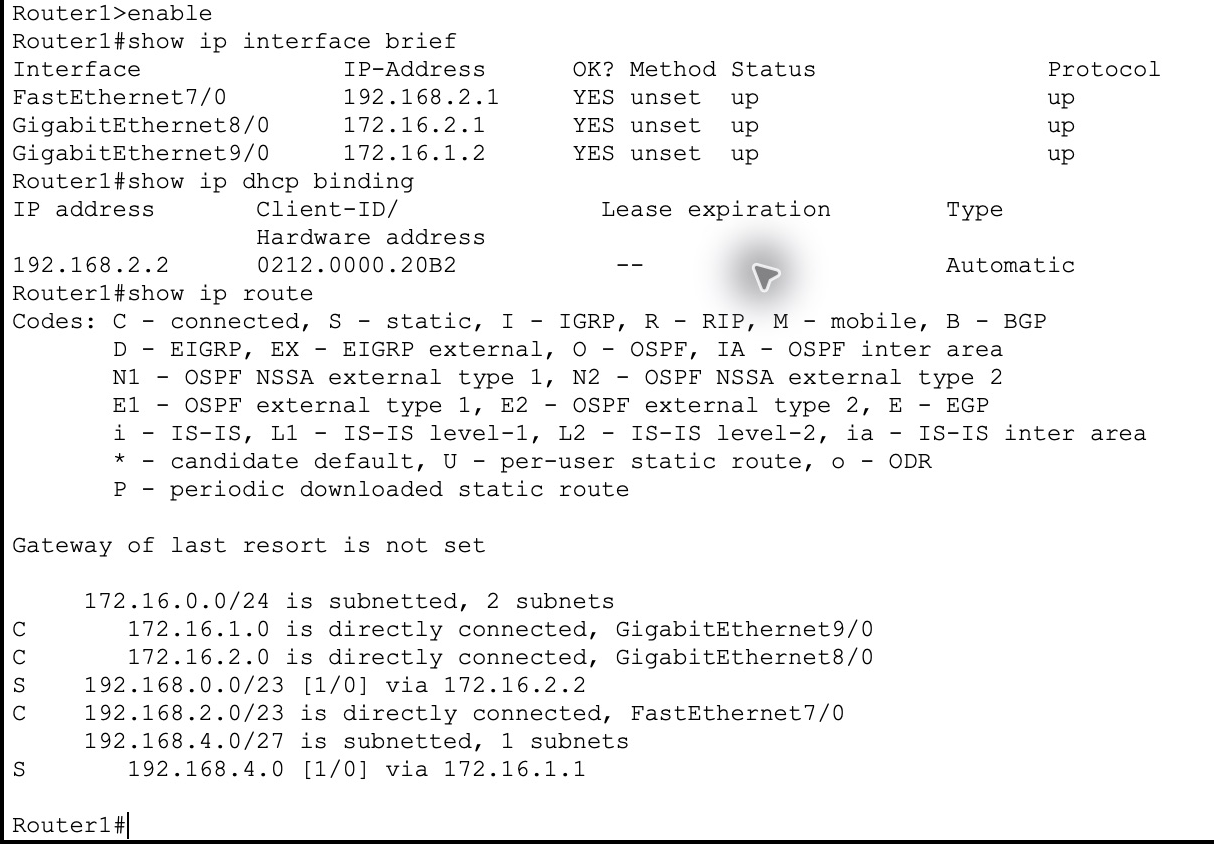 Router1>enable
Router1#show ip interface brief
Interface              IP-Address      OK? Method Status                Protocol
FastEthernet7/0        192.168.2.1     YES unset  up                    up
GigabitEthernet8/0     172.16.2.1      YES unset  up                    up
GigabitEthernet9/0     172.16.1.2      YES unset  up                    up
Router1#show ip dhcp binding
IP address       Client-ID/              Lease expiration        Type
                 Hardware address
192.168.2.2      0212.0000.20B2           --                     Automatic
Router1#show ip route
Codes: C - connected, S - static, I - IGRP, R - RIP, M - mobile, B - BGP
       D - EIGRP, EX - EIGRP external, O - OSPF, IA - OSPF inter area
       N1 - OSPF NSSA external type 1, N2 - OSPF NSSA external type 2
       E1 - OSPF external type 1, E2 - OSPF external type 2, E - EGP
       i - IS-IS, L1 - IS-IS level-1, L2 - IS-IS level-2, ia - IS-IS inter area
       * - candidate default, U - per-user static route, o - ODR
       P - periodic downloaded static route

Gateway of last resort is not set

     172.16.0.0/24 is subnetted, 2 subnets
C       172.16.1.0 is directly connected, GigabitEthernet9/0
C       172.16.2.0 is directly connected, GigabitEthernet8/0
S    192.168.0.0/23 [1/0] via 172.16.2.2
C    192.168.2.0/23 is directly connected, FastEthernet7/0
     192.168.4.0/27 is subnetted, 1 subnets
S       192.168.4.0 [1/0] via 172.16.1.1

Router1#